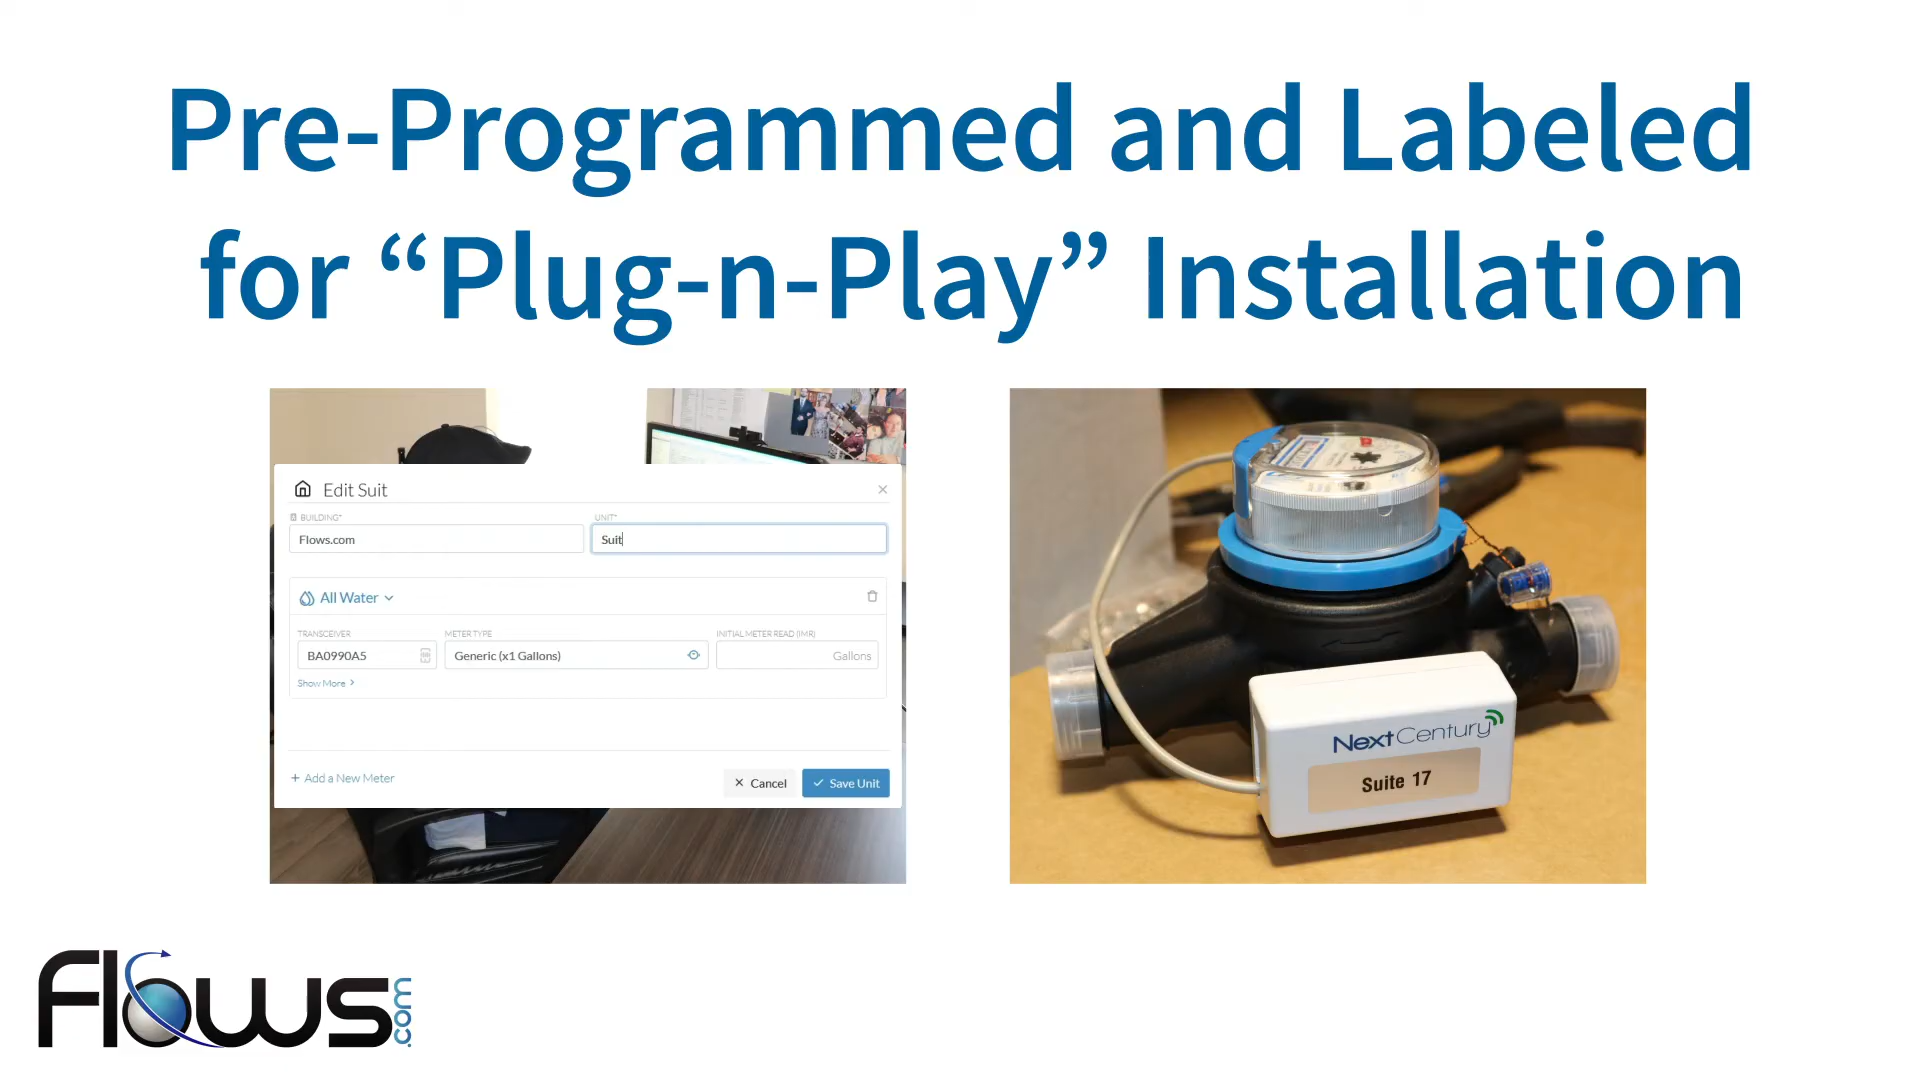 Pre-Programmed and Labeled
for “Plug-n-Play” Installation
Edit Suit
BUILDING*
UNIT*
Flows.com
Suit
All Water
TRANSCEIVER
METER TYPE
INITIAL METER READ (IMR)
BA0990A5
Generic (x1 Gallons)
Gallons
Show More
+ Add a New Meter
Cancel
Save Unit
NextCentury
Suite 17
Flows.com